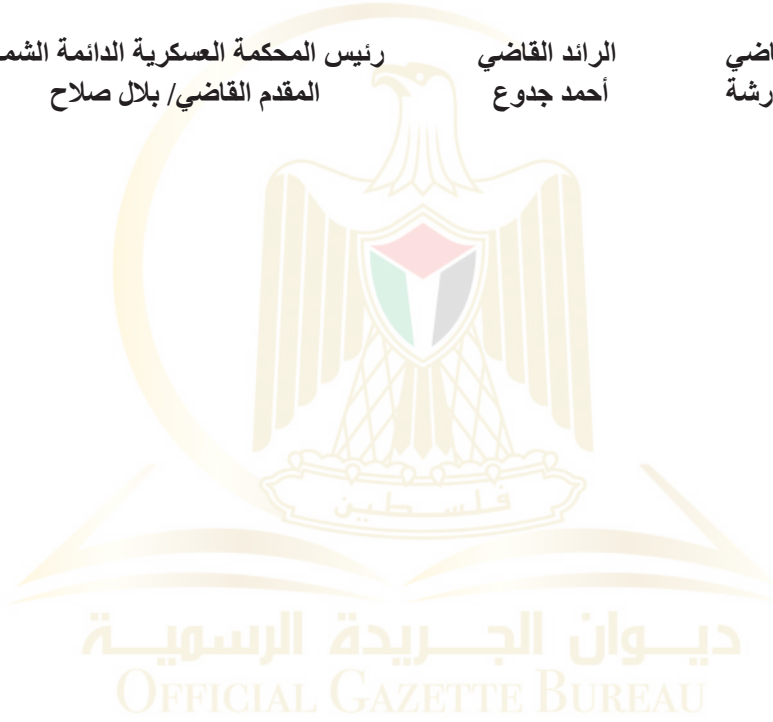 اضي الرائد القاضي رئيس المحكمة العسكرية الدائمة الشم
رشة أحمد جدوع المقدم القاضي/ بلال صلاح
فلسطين
ديوان الجريدة الرسمية
OFFICIAL GAZETTE BUREAU